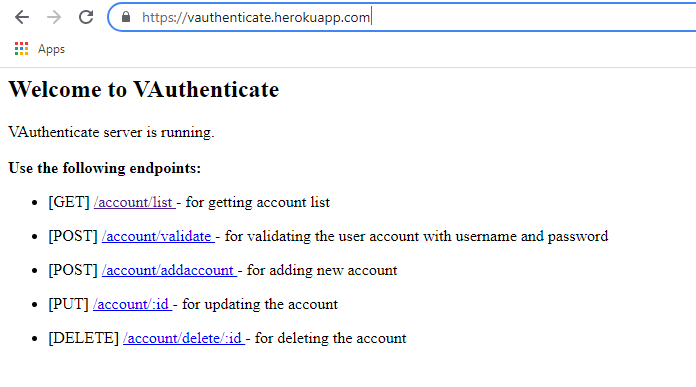 https://vauthenticate.herokuapp.com
Apps
Welcome to VAuthenticate
VAuthenticate server is running.
Use the following endpoints:
[GET] /account/list - for getting account list
[POST] /account/validate - for validating the user account with username and password
[POST] /account/addaccount - for adding new account
[PUT] /account/:id - for updating the account
[DELETE] /account/delete/:id - for deleting the account